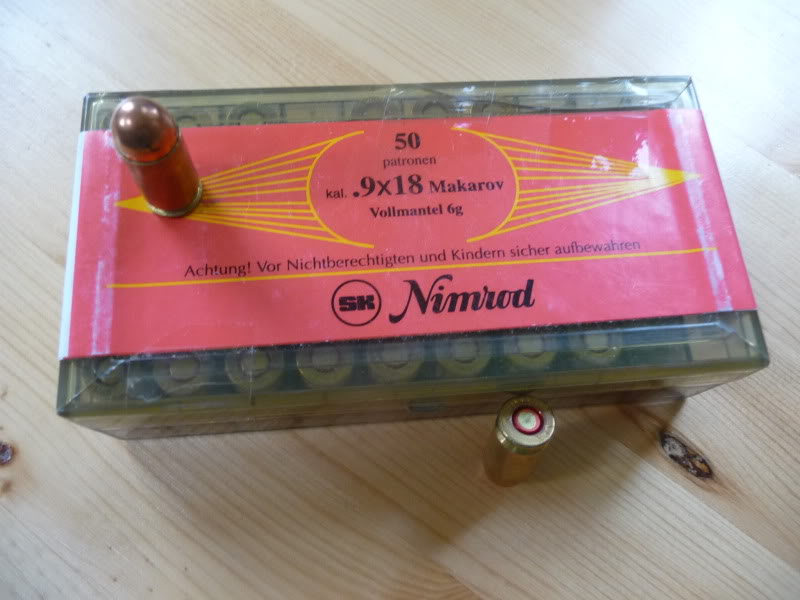 50
patronen
kal. .9x18 Makarov
Vollmantel 6g
Achtung! Vor Nichtberechtigten und Kindern sicher aufbewahren
SK Nimrod